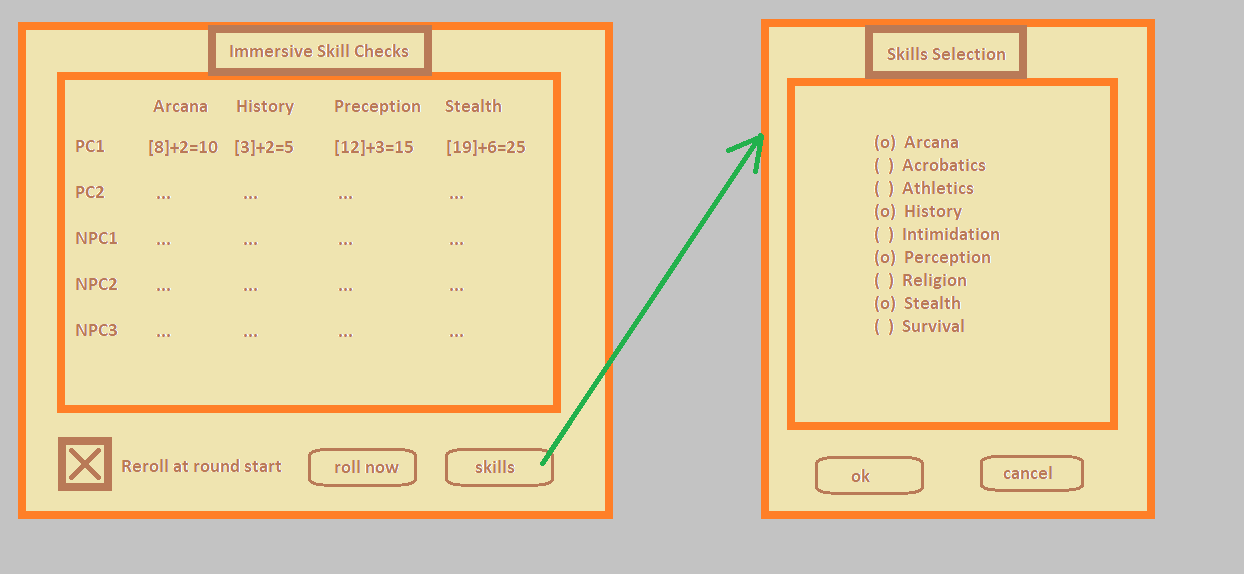 Immersive Skill Checks
Arcana History Preception Stealth
PC1 [8]+2=10 [3]+2=5 [12]+3=15 [19]+6=25
PC2 ... ... ... ...
NPC1 ... ... ... ...
NPC2 ... ... ... ...
NPC3 ... ... ... ...
Reroll at round start roll now skills
Skills Selection
(o) Arcana
( ) Acrobatics
( ) Athletics
(o) History
( ) Intimidation
(o) Perception
( ) Religion
(o) Stealth
( ) Survival
ok cancel